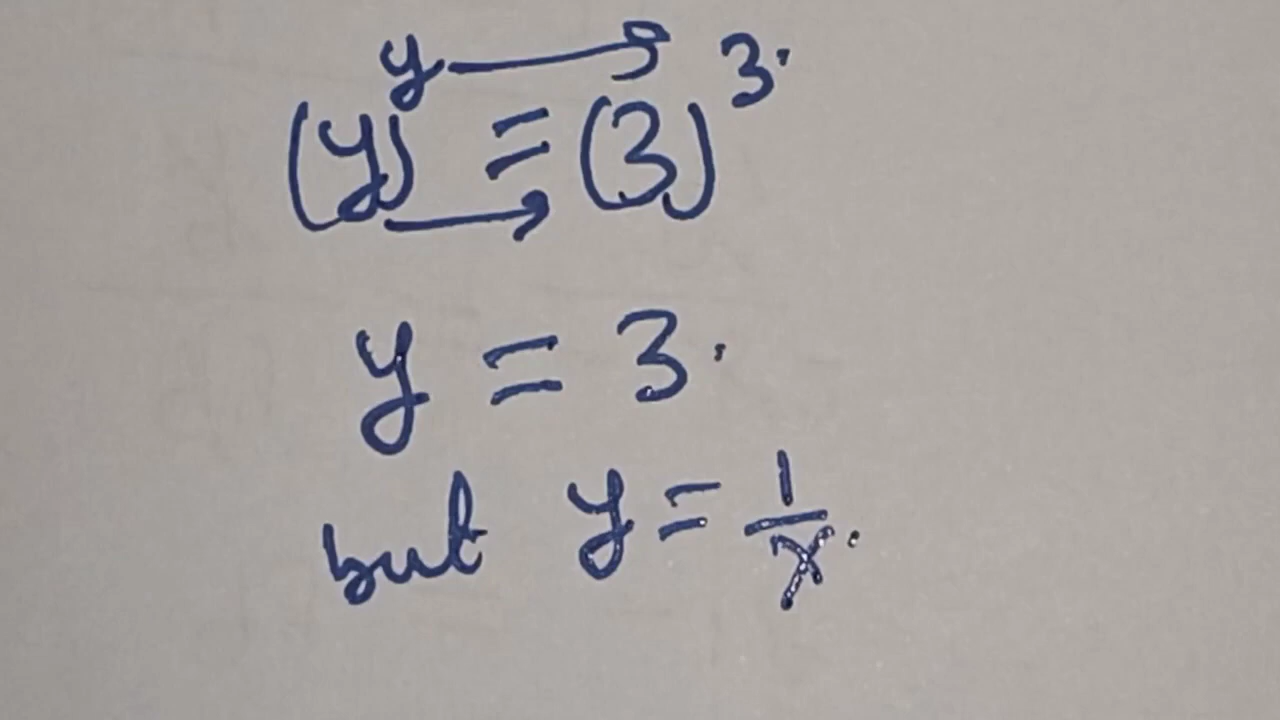 (y)^y = (3)^3.
y = 3.
but y = 1/x.